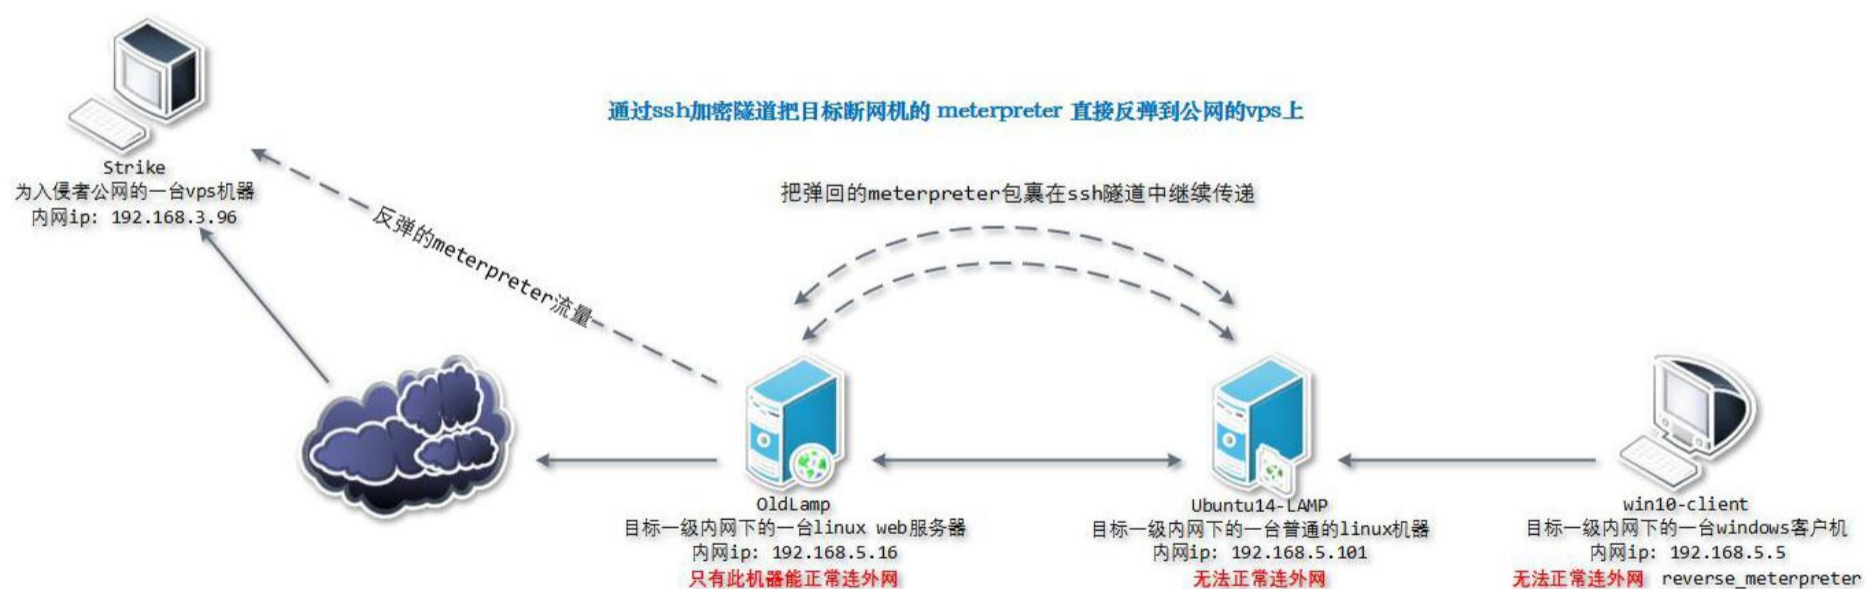 通过ssh加密隧道把目标断网机的 meterpreter 直接反弹到公网的vps上
Strike
为入侵者公网的一台vps机器
内网ip: 192.168.3.96
反弹的meterpreter流量
把弹回的meterpreter包裹在ssh隧道中继续传递
OldLamp
目标一级内网下的一台linux web服务器
内网ip: 192.168.5.16
只有此机器能正常连外网
Ubuntu14-LAMP
目标一级内网下的一台普通的linux机器
内网ip: 192.168.5.101
无法正常连外网
win10-client
目标一级内网下的一台windows客户机
内网ip: 192.168.5.5
无法正常连外网 reverse_meterpreter